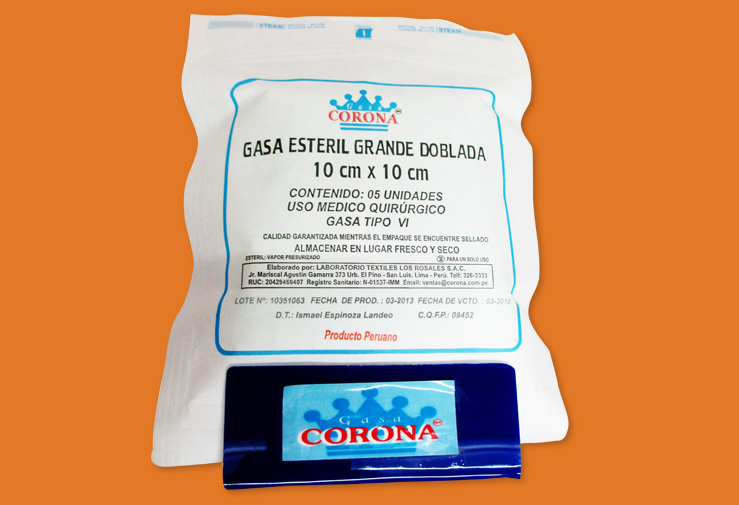 STEAM
STEAM
Gasa
CORONA
GASA ESTERIL GRANDE DOBLADA
10 cm x 10 cm
CONTENIDO: 05 UNIDADES
USO MEDICO QUIRÚRGICO
GASA TIPO VI
CALIDAD GARANTIZADA MIENTRAS EL EMPAQUE SE ENCUENTRE SELLADO
ALMACENAR EN LUGAR FRESCO Y SECO
ESTERIL: VAPOR PRESURIZADO PARA UN SOLO USO
Elaborado por: LABORATORIO TEXTILES LOS ROSALES S.A.C.
Jr. Mariscal Agustin Gamarra 373 Urb. El Pino - San Luis. Lima - Perú. Telf: 326-3333
RUC: 20429469407 Registro Sanitario: N-01537-IMM Email: ventas@corona.com.pe
LOTE Nº: 10351063 FECHA DE PROD. : 03-2013 FECHA DE VCTO. : 03-2018
D.T.: Ismael Espinoza Landeo C.Q.F.P.: 09452
Producto Peruano
Gasa
CORONA